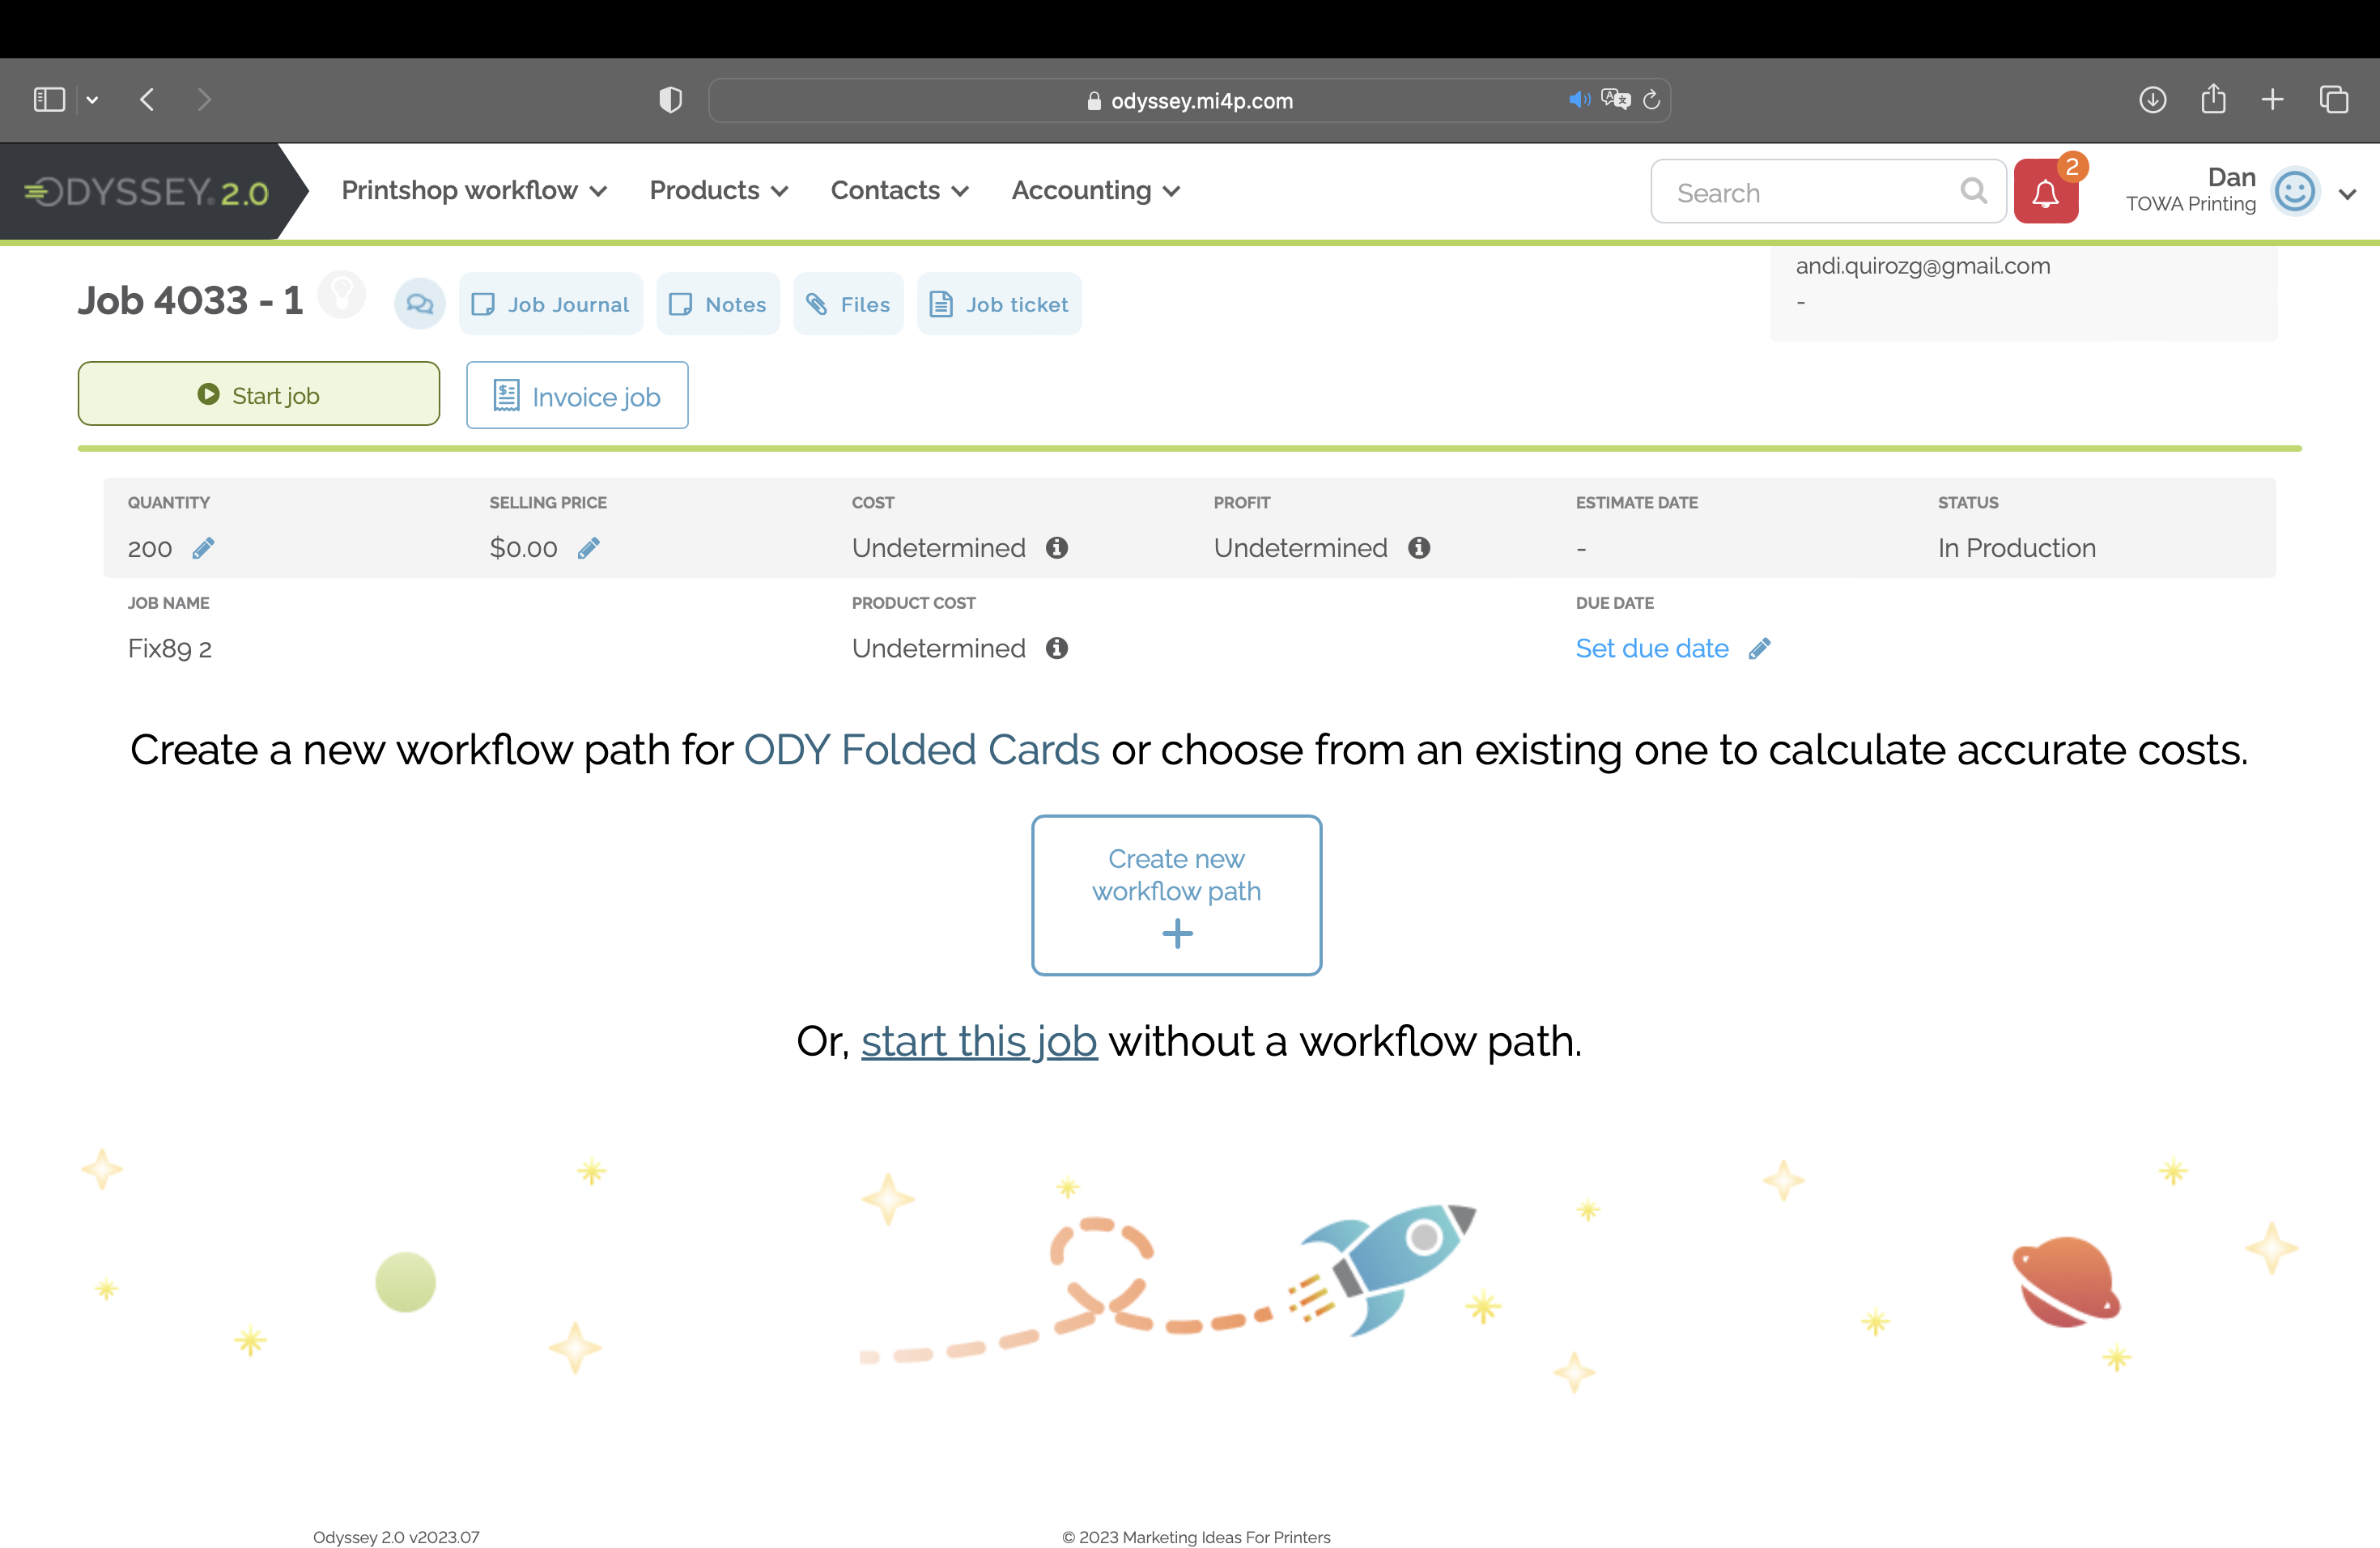 odyssey.mi4p.com
ODYSSEY 2.0
Printshop workflow
Products
Contacts
Accounting
Search
2
Dan
TOWA Printing
andi.quirozg@gmail.com
-
Job 4033 - 1
Job Journal
Notes
Files
Job ticket
Start job
Invoice job
QUANTITY
SELLING PRICE
COST
PROFIT
ESTIMATE DATE
STATUS
200
$0.00
Undetermined
Undetermined
-
In Production
JOB NAME
PRODUCT COST
DUE DATE
Fix89 2
Undetermined
Set due date
Create a new workflow path for ODY Folded Cards or choose from an existing one to calculate accurate costs.
Create new
workflow path
Or, start this job without a workflow path.
Odyssey 2.0 v2023.07
© 2023 Marketing Ideas For Printers